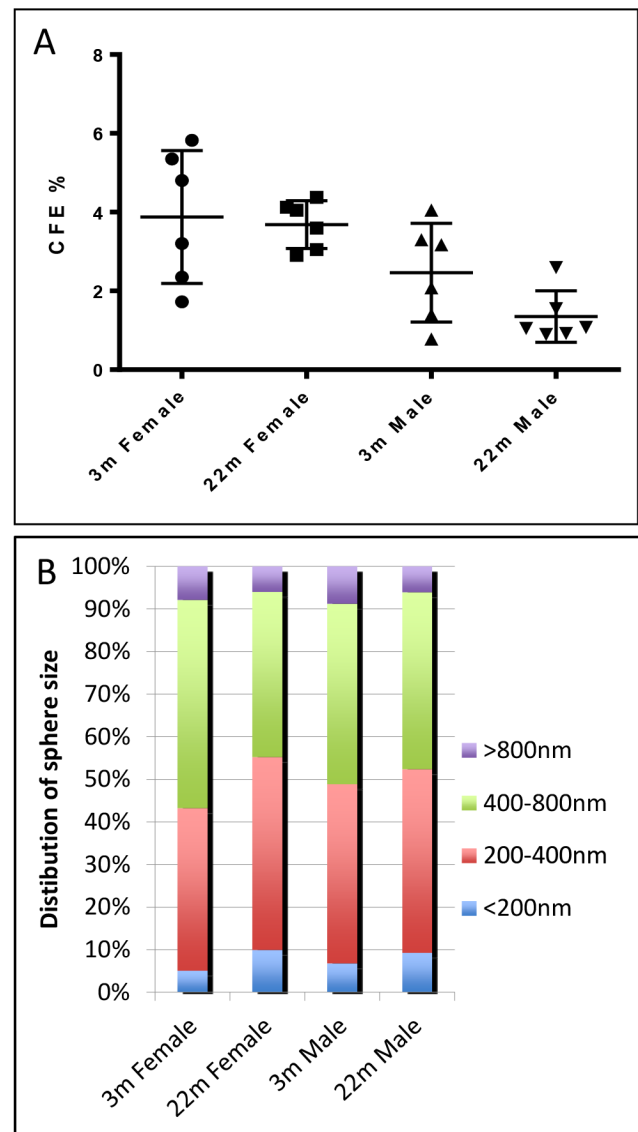 A
8
6
4
2
0
CFE %
3m Female
22m Female
3m Male
22m Male
B
100%
90%
80%
70%
60%
50%
40%
30%
20%
10%
0%
Distibution of sphere size
>800nm
400-800nm
200-400nm
<200nm
3m Female
22m Female
3m Male
22m Male